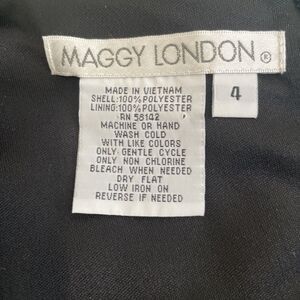 MAGGY LONDON®
4
MADE IN VIETNAM
SHELL:100% POLYESTER
LINING:100% POLYESTER
RN 58142
MACHINE OR HAND
WASH COLD
WITH LIKE COLORS
ONLY GENTLE CYCLE
ONLY NON CHLORINE
BLEACH WHEN NEEDED
DRY FLAT
LOW IRON ON
REVERSE IF NEEDED